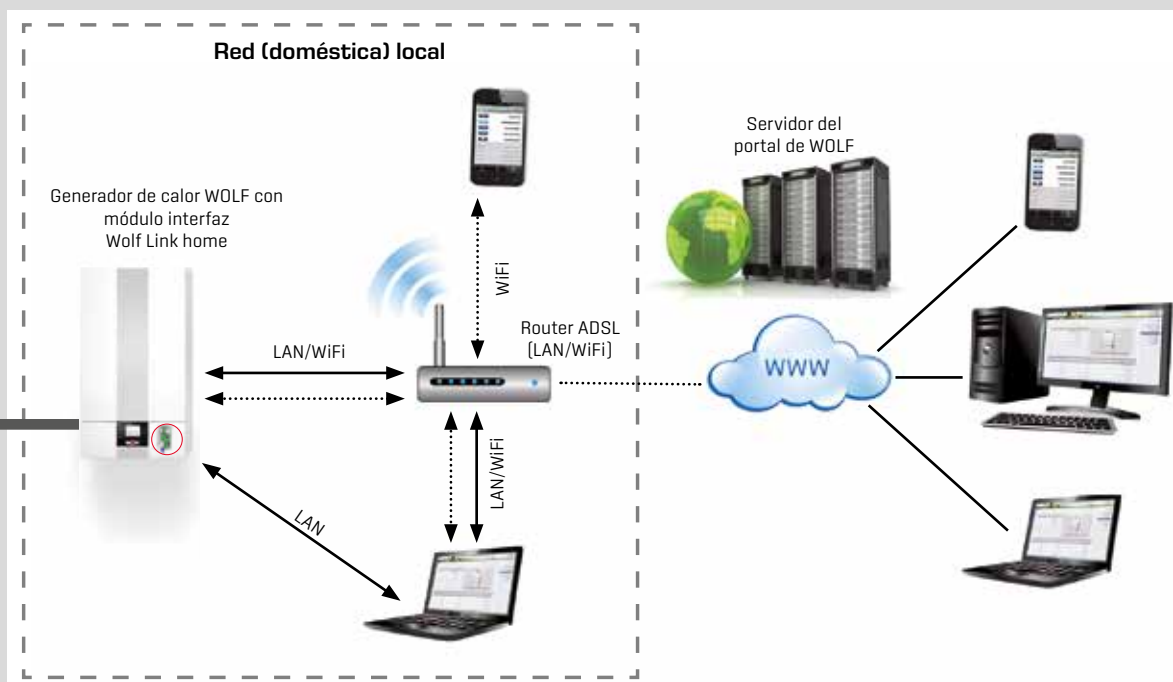 Red (doméstica) local
Servidor del
portal de WOLF
Generador de calor WOLF con
módulo interfaz
Wolf Link home
WiFi
Router ADSL
(LAN/WiFi)
LAN/WiFi
WWW
LAN/WiFi
LAN